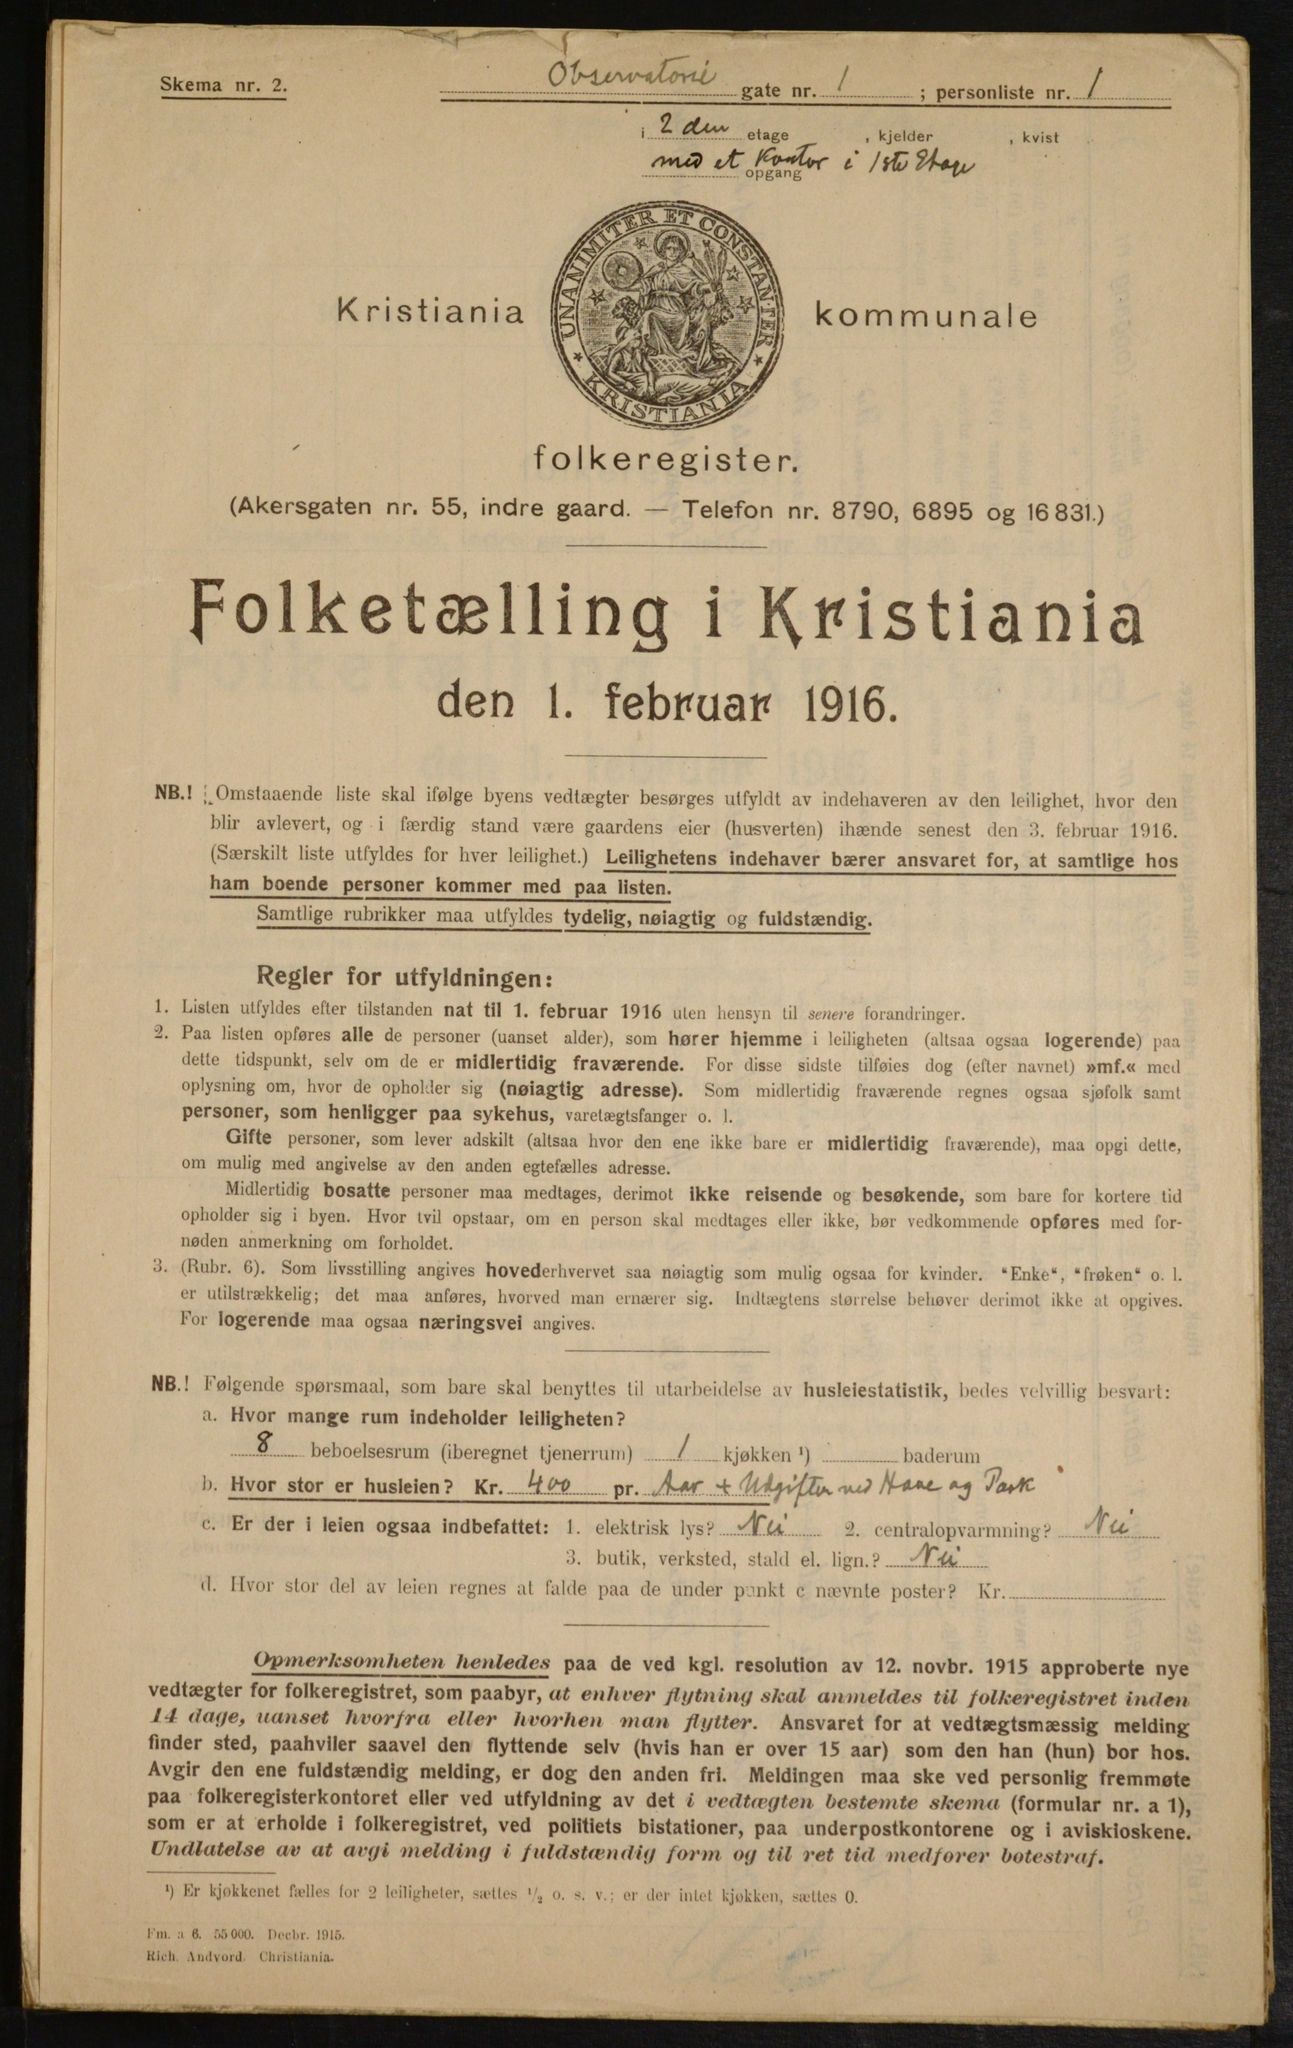 Skema nr. 2.
Observatorie gate nr. 1 ; personliste nr. 1
i 2 den etage , kjelder , kvist
med et Kontor i 1ste Etage
opgang
UNANIMITER ET CONSTANTER
KRISTIANIA
Kristiania kommunale
folkeregister.
(Akersgaten nr. 55, indre gaard. — Telefon nr. 8790, 6895 og 16 831.)
Folketælling i Kristiania
den 1. februar 1916.
NB.! Omstaaende liste skal ifølge byens vedtægter besørges utfyldt av indehaveren av den leilighet, hvor den
blir avlevert, og i færdig stand være gaardens eier (husverten) ihænde senest den 3. februar 1916.
(Særskilt liste utfyldes for hver leilighet.) Leilighetens indehaver bærer ansvaret for, at samtlige hos
ham boende personer kommer med paa listen.
Samtlige rubrikker maa utfyldes tydelig, nøiagtig og fuldstændig.
Regler for utfyldningen:
1. Listen utfyldes efter tilstanden nat til 1. februar 1916 uten hensyn til senere forandringer.
2. Paa listen opføres alle de personer (uanset alder), som hører hjemme i leiligheten (altsaa ogsaa logerende) paa
dette tidspunkt, selv om de er midlertidig fraværende. For disse sidste tilføies dog (efter navnet) »mf.« med
oplysning om, hvor de opholder sig (nøiagtig adresse). Som midlertidig fraværende regnes ogsaa sjøfolk samt
personer, som henligger paa sykehus, varetægtsfanger o. l.
Gifte personer, som lever adskilt (altsaa hvor den ene ikke bare er midlertidig fraværende), maa opgi dette,
om mulig med angivelse av den anden egtefælles adresse.
Midlertidig bosatte personer maa medtages, derimot ikke reisende og besøkende, som bare for kortere tid
opholder sig i byen. Hvor tvil opstaar, om en person skal medtages eller ikke, bør vedkommende opføres med for-
nøden anmerkning om forholdet.
3. (Rubr. 6). Som livsstilling angives hovederhvervet saa nøiagtig som mulig ogsaa for kvinder. "Enke“, "frøken“ o. l.
er utilstrækkelig; det maa anføres, hvorved man ernærer sig. Indtægtens størrelse behøver derimot ikke at opgives.
For logerende maa ogsaa næringsvei angives.
NB.! Følgende spørsmaal, som bare skal benyttes til utarbeidelse av husleiestatistik, bedes velvillig besvart:
a. Hvor mange rum indeholder leiligheten?
8 beboelsesrum (iberegnet tjenerrum) 1 kjøkken ¹) baderum
b. Hvor stor er husleien? Kr. 400 pr. Aar + Udgifter ved Have og Park
c. Er der i leien ogsaa indbefattet: 1. elektrisk lys? Nei 2. centralopvarmning? Nei
3. butik, verksted, stald el. lign.? Nei
d. Hvor stor del av leien regnes at falde paa de under punkt c nævnte poster? Kr.
Opmerksomheten henledes paa de ved kgl. resolution av 12. novbr. 1915 approberte nye
vedtægter for folkeregistret, som paabyr, at enhver flytning skal anmeldes til folkeregistret inden
14 dage, uanset hvorfra eller hvorhen man flytter. Ansvaret for at vedtægtsmæssig melding
finder sted, paahviler saavel den flyttende selv (hvis han er over 15 aar) som den han (hun) bor hos.
Avgir den ene fuldstændig melding, er dog den anden fri. Meldingen maa ske ved personlig fremmøte
paa folkeregisterkontoret eller ved utfyldning av det i vedtægten bestemte skema (formular nr. a 1),
som er at erholde i folkeregistret, ved politiets bistationer, paa underpostkontorene og i aviskioskene.
Undlatelse av at avgi melding i fuldstændig form og til ret tid medfører botestraf.
¹) Er kjøkkenet fælles for 2 leiligheter, sættes ½ o. s. v.; er der intet kjøkken, sættes 0.
Fm. a 6. 55 000. Decbr. 1915.
Rich. Andvord. Christiania.